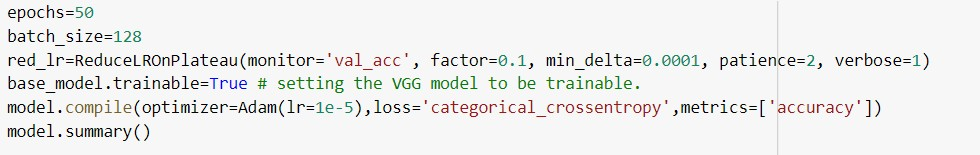 epochs=50
batch_size=128
red_lr=ReduceLROnPlateau(monitor='val_acc', factor=0.1, min_delta=0.0001, patience=2, verbose=1)
base_model.trainable=True # setting the VGG model to be trainable.
model.compile(optimizer=Adam(lr=1e-5),loss='categorical_crossentropy',metrics=['accuracy'])
model.summary()